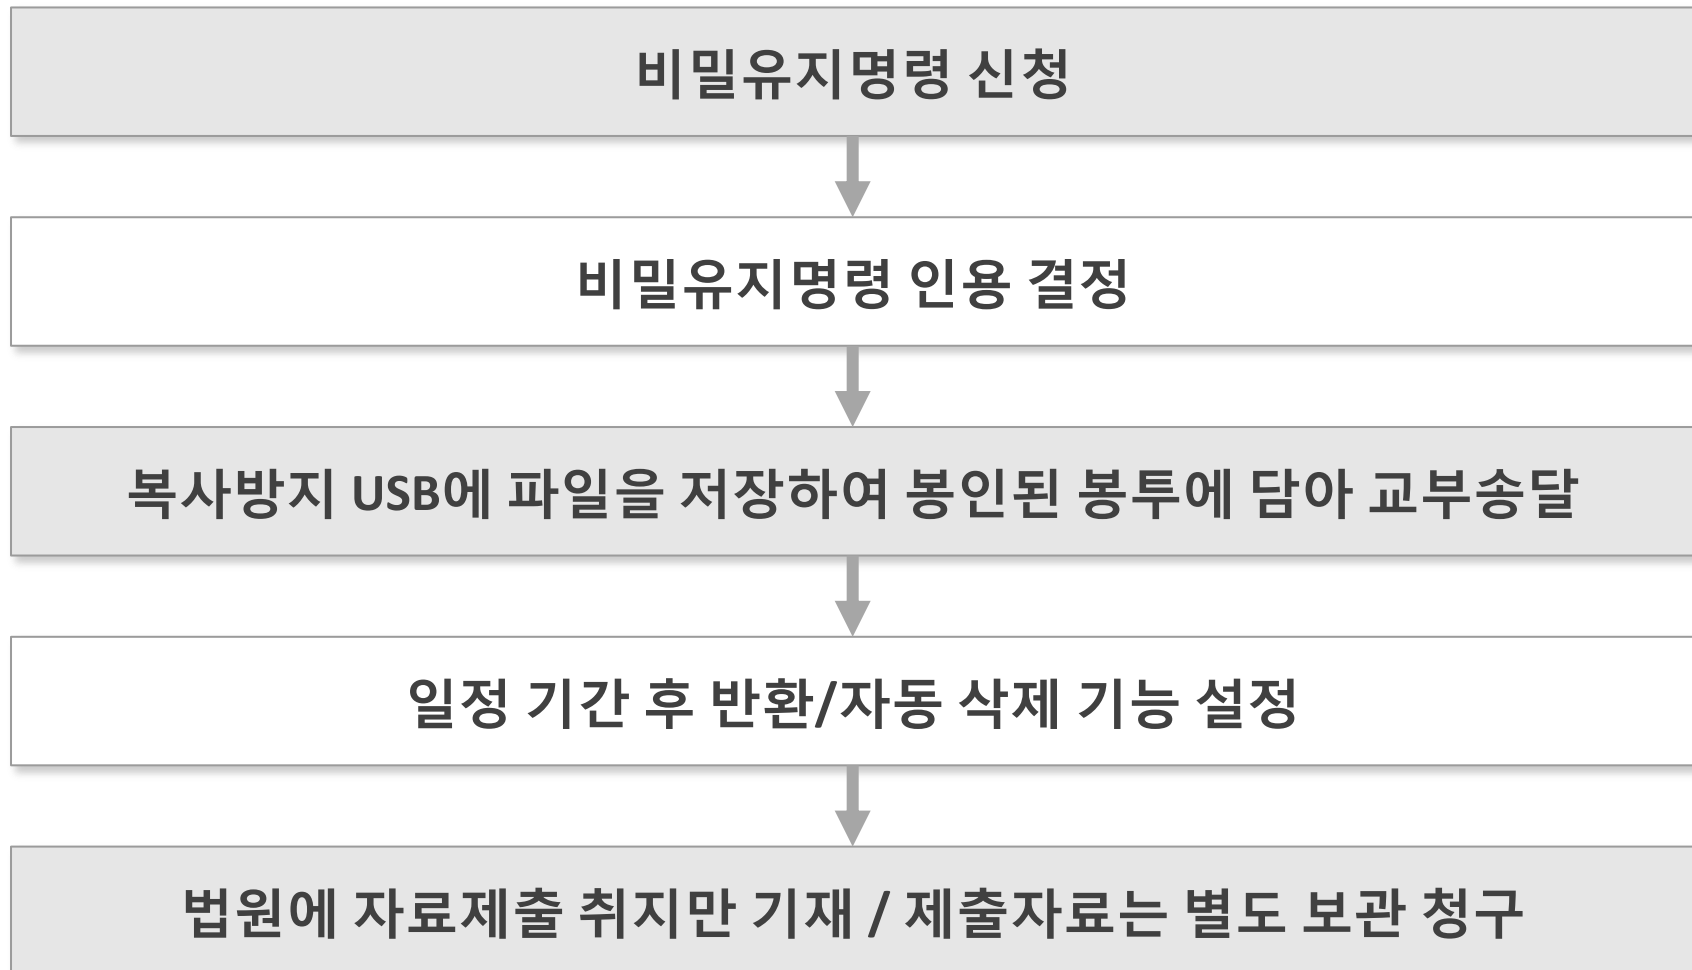 비밀유지명령 신청
비밀유지명령 인용 결정
복사방지 USB에 파일을 저장하여 봉인된 봉투에 담아 교부송달
일정 기간 후 반환/자동 삭제 기능 설정
법원에 자료제출 취지만 기재 / 제출자료는 별도 보관 청구